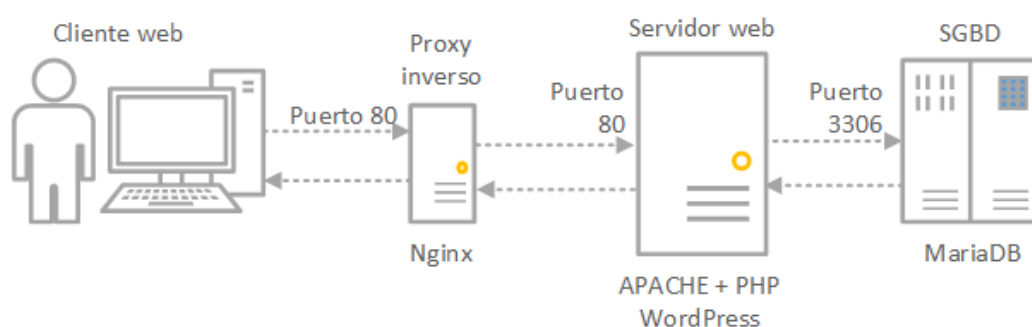 Cliente web
Proxy
inverso
Servidor web
SGBD
Puerto 80
Puerto
80
Puerto
3306
Nginx
APACHE + PHP
WordPress
MariaDB